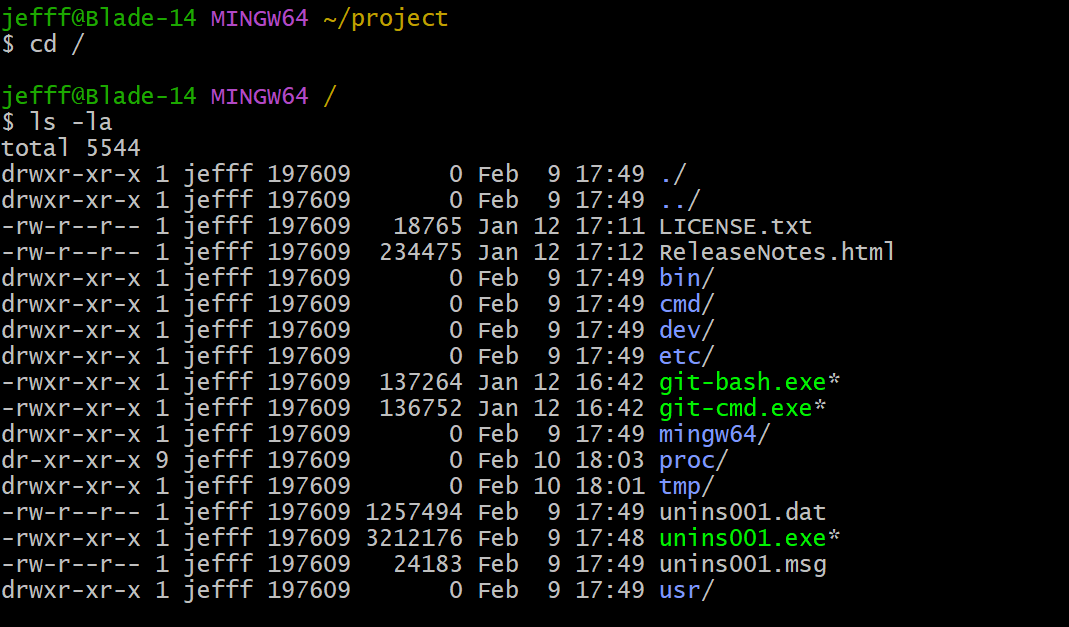 jefff@Blade-14 MINGW64 ~/project
$ cd /
jefff@Blade-14 MINGW64 /
$ ls -la
total 5544
drwxr-xr-x 1 jefff 197609       0 Feb  9 17:49 ./
drwxr-xr-x 1 jefff 197609       0 Feb  9 17:49 ../
-rw-r--r-- 1 jefff 197609   18765 Jan 12 17:11 LICENSE.txt
-rw-r--r-- 1 jefff 197609  234475 Jan 12 17:12 ReleaseNotes.html
drwxr-xr-x 1 jefff 197609       0 Feb  9 17:49 bin/
drwxr-xr-x 1 jefff 197609       0 Feb  9 17:49 cmd/
drwxr-xr-x 1 jefff 197609       0 Feb  9 17:49 dev/
drwxr-xr-x 1 jefff 197609       0 Feb  9 17:49 etc/
-rwxr-xr-x 1 jefff 197609  137264 Jan 12 16:42 git-bash.exe*
-rwxr-xr-x 1 jefff 197609  136752 Jan 12 16:42 git-cmd.exe*
drwxr-xr-x 1 jefff 197609       0 Feb  9 17:49 mingw64/
dr-xr-xr-x 9 jefff 197609       0 Feb 10 18:03 proc/
drwxr-xr-x 1 jefff 197609       0 Feb 10 18:01 tmp/
-rw-r--r-- 1 jefff 197609 1257494 Feb  9 17:49 unins001.dat
-rwxr-xr-x 1 jefff 197609 3212176 Feb  9 17:48 unins001.exe*
-rw-r--r-- 1 jefff 197609   24183 Feb  9 17:49 unins001.msg
drwxr-xr-x 1 jefff 197609       0 Feb  9 17:49 usr/